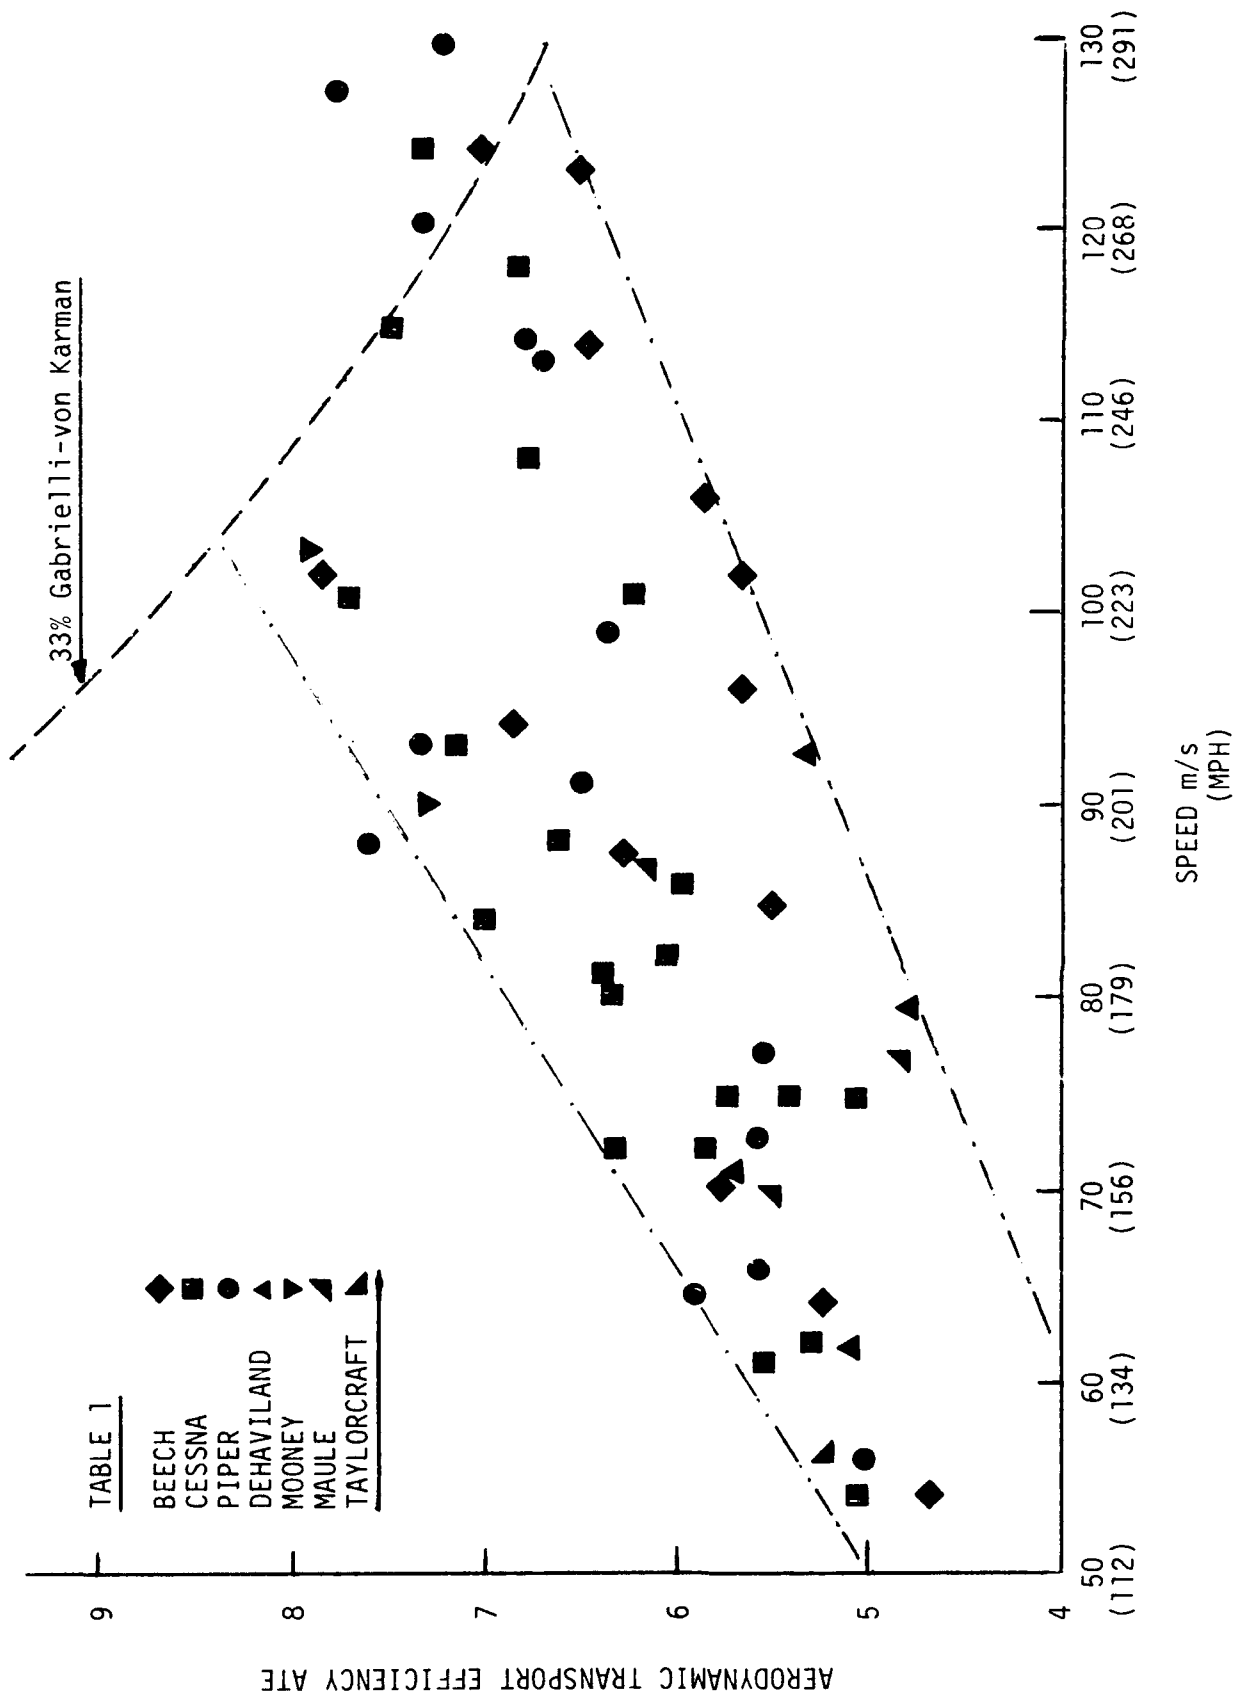 33% Gabrielli-von Karman
TABLE 1
BEECH
CESSNA
PIPER
DEHAVILAND
MOONEY
MAULE
TAYLORCRAFT
AERODYNAMIC TRANSPORT EFFICIENCY ATE
9
8
7
6
5
4
50 60 70 80 90 100 110 120 130
(112) (134) (156) (179) (201) (223) (246) (268) (291)
SPEED m/s
(MPH)